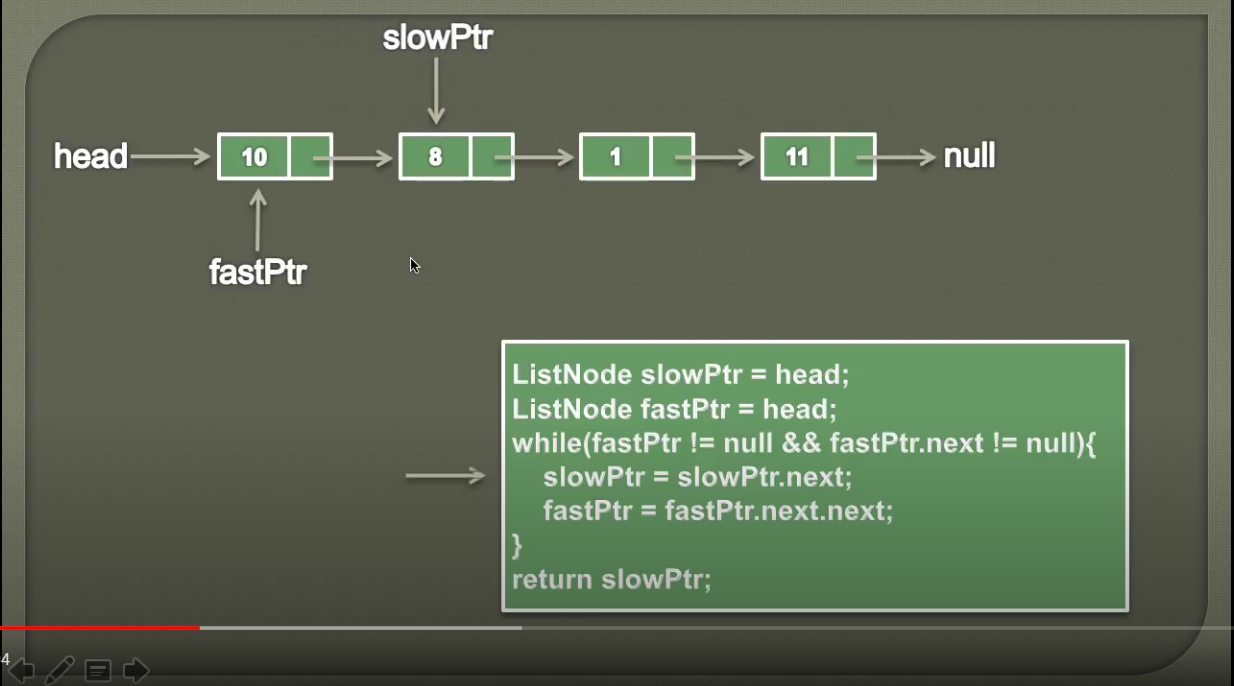 slowPtr
head 10 8 1 11 null
fastPtr
ListNode slowPtr = head;
ListNode fastPtr = head;
while(fastPtr != null && fastPtr.next != null){
slowPtr = slowPtr.next;
fastPtr = fastPtr.next.next;
}
return slowPtr;
4